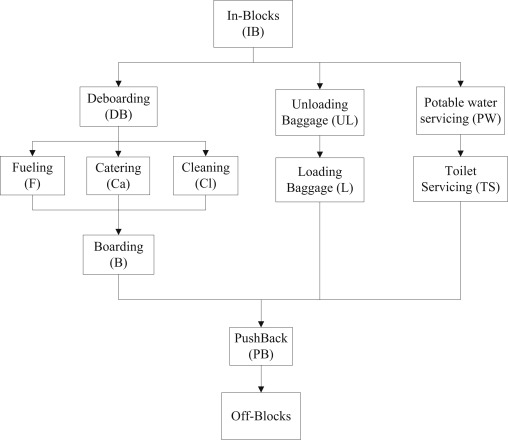 In-Blocks
(IB)
Deboarding
(DB)
Unloading
Baggage (UL)
Potable water
servicing (PW)
Fueling
(F)
Catering
(Ca)
Cleaning
(Cl)
Loading
Baggage (L)
Toilet
Servicing (TS)
Boarding
(B)
PushBack
(PB)
Off-Blocks